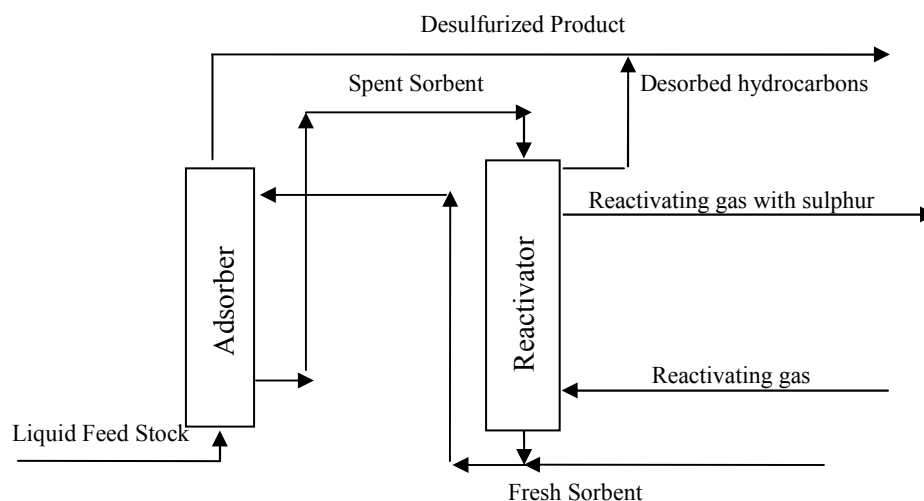 Desulfurized Product
Spent Sorbent
Desorbed hydrocarbons
Reactivating gas with sulphur
Adsorber
Reactivator
Reactivating gas
Liquid Feed Stock
Fresh Sorbent